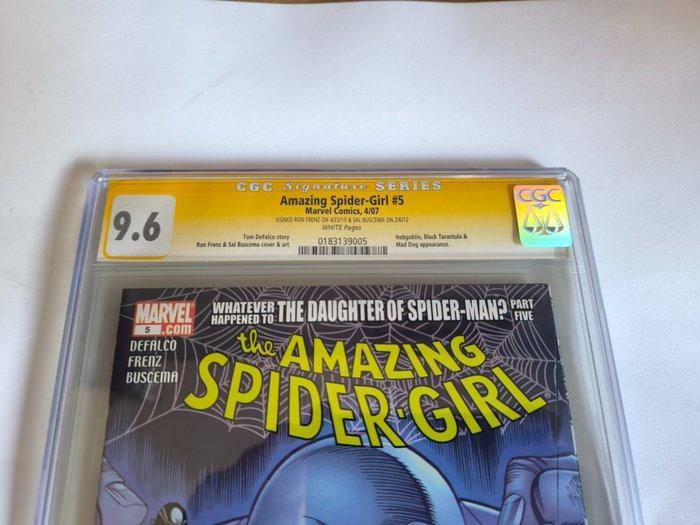 CGC Signature SERIES
9.6
Amazing Spider-Girl #5
Marvel Comics, 4/07
SIGNED RON FRENZ ON 4/23/10 & SAL BUSCEMA ON 2/6/12
WHITE Pages
Tom DeFalco story
Ron Frenz & Sal Buscema cover & art
Hobgoblin, Black Tarantula &
Mad Dog appearance.
0183139005
CGC
MARVEL
5 .com
DEFALCO
FRENZ
BUSCEMA
WHATEVER HAPPENED TO THE DAUGHTER OF SPIDER-MAN? PART FIVE
the AMAZING
SPIDER-GIRL